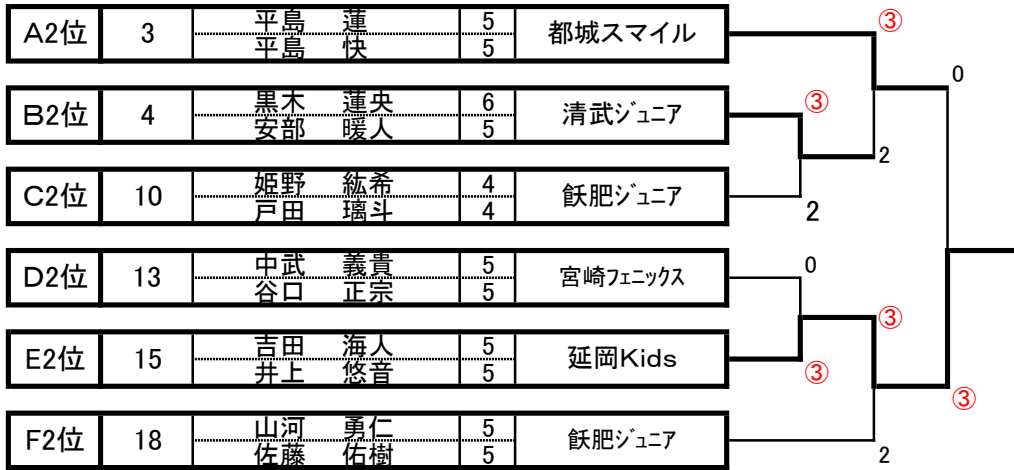 A2位 3 平島 蓮 5 都城スマイル ③
平島 快 5
0
B2位 4 黒木 蓮央 6 清武ジュニア ③
安部 暖人 5
2
C2位 10 姫野 紘希 4 飫肥ジュニア
戸田 璃斗 4
2
D2位 13 中武 義貴 5 宮崎フェニックス 0
谷口 正宗 5
③
E2位 15 吉田 海人 5 延岡Kids
井上 悠音 5 ③
③
F2位 18 山河 勇仁 5 飫肥ジュニア
佐藤 佑樹 5 2